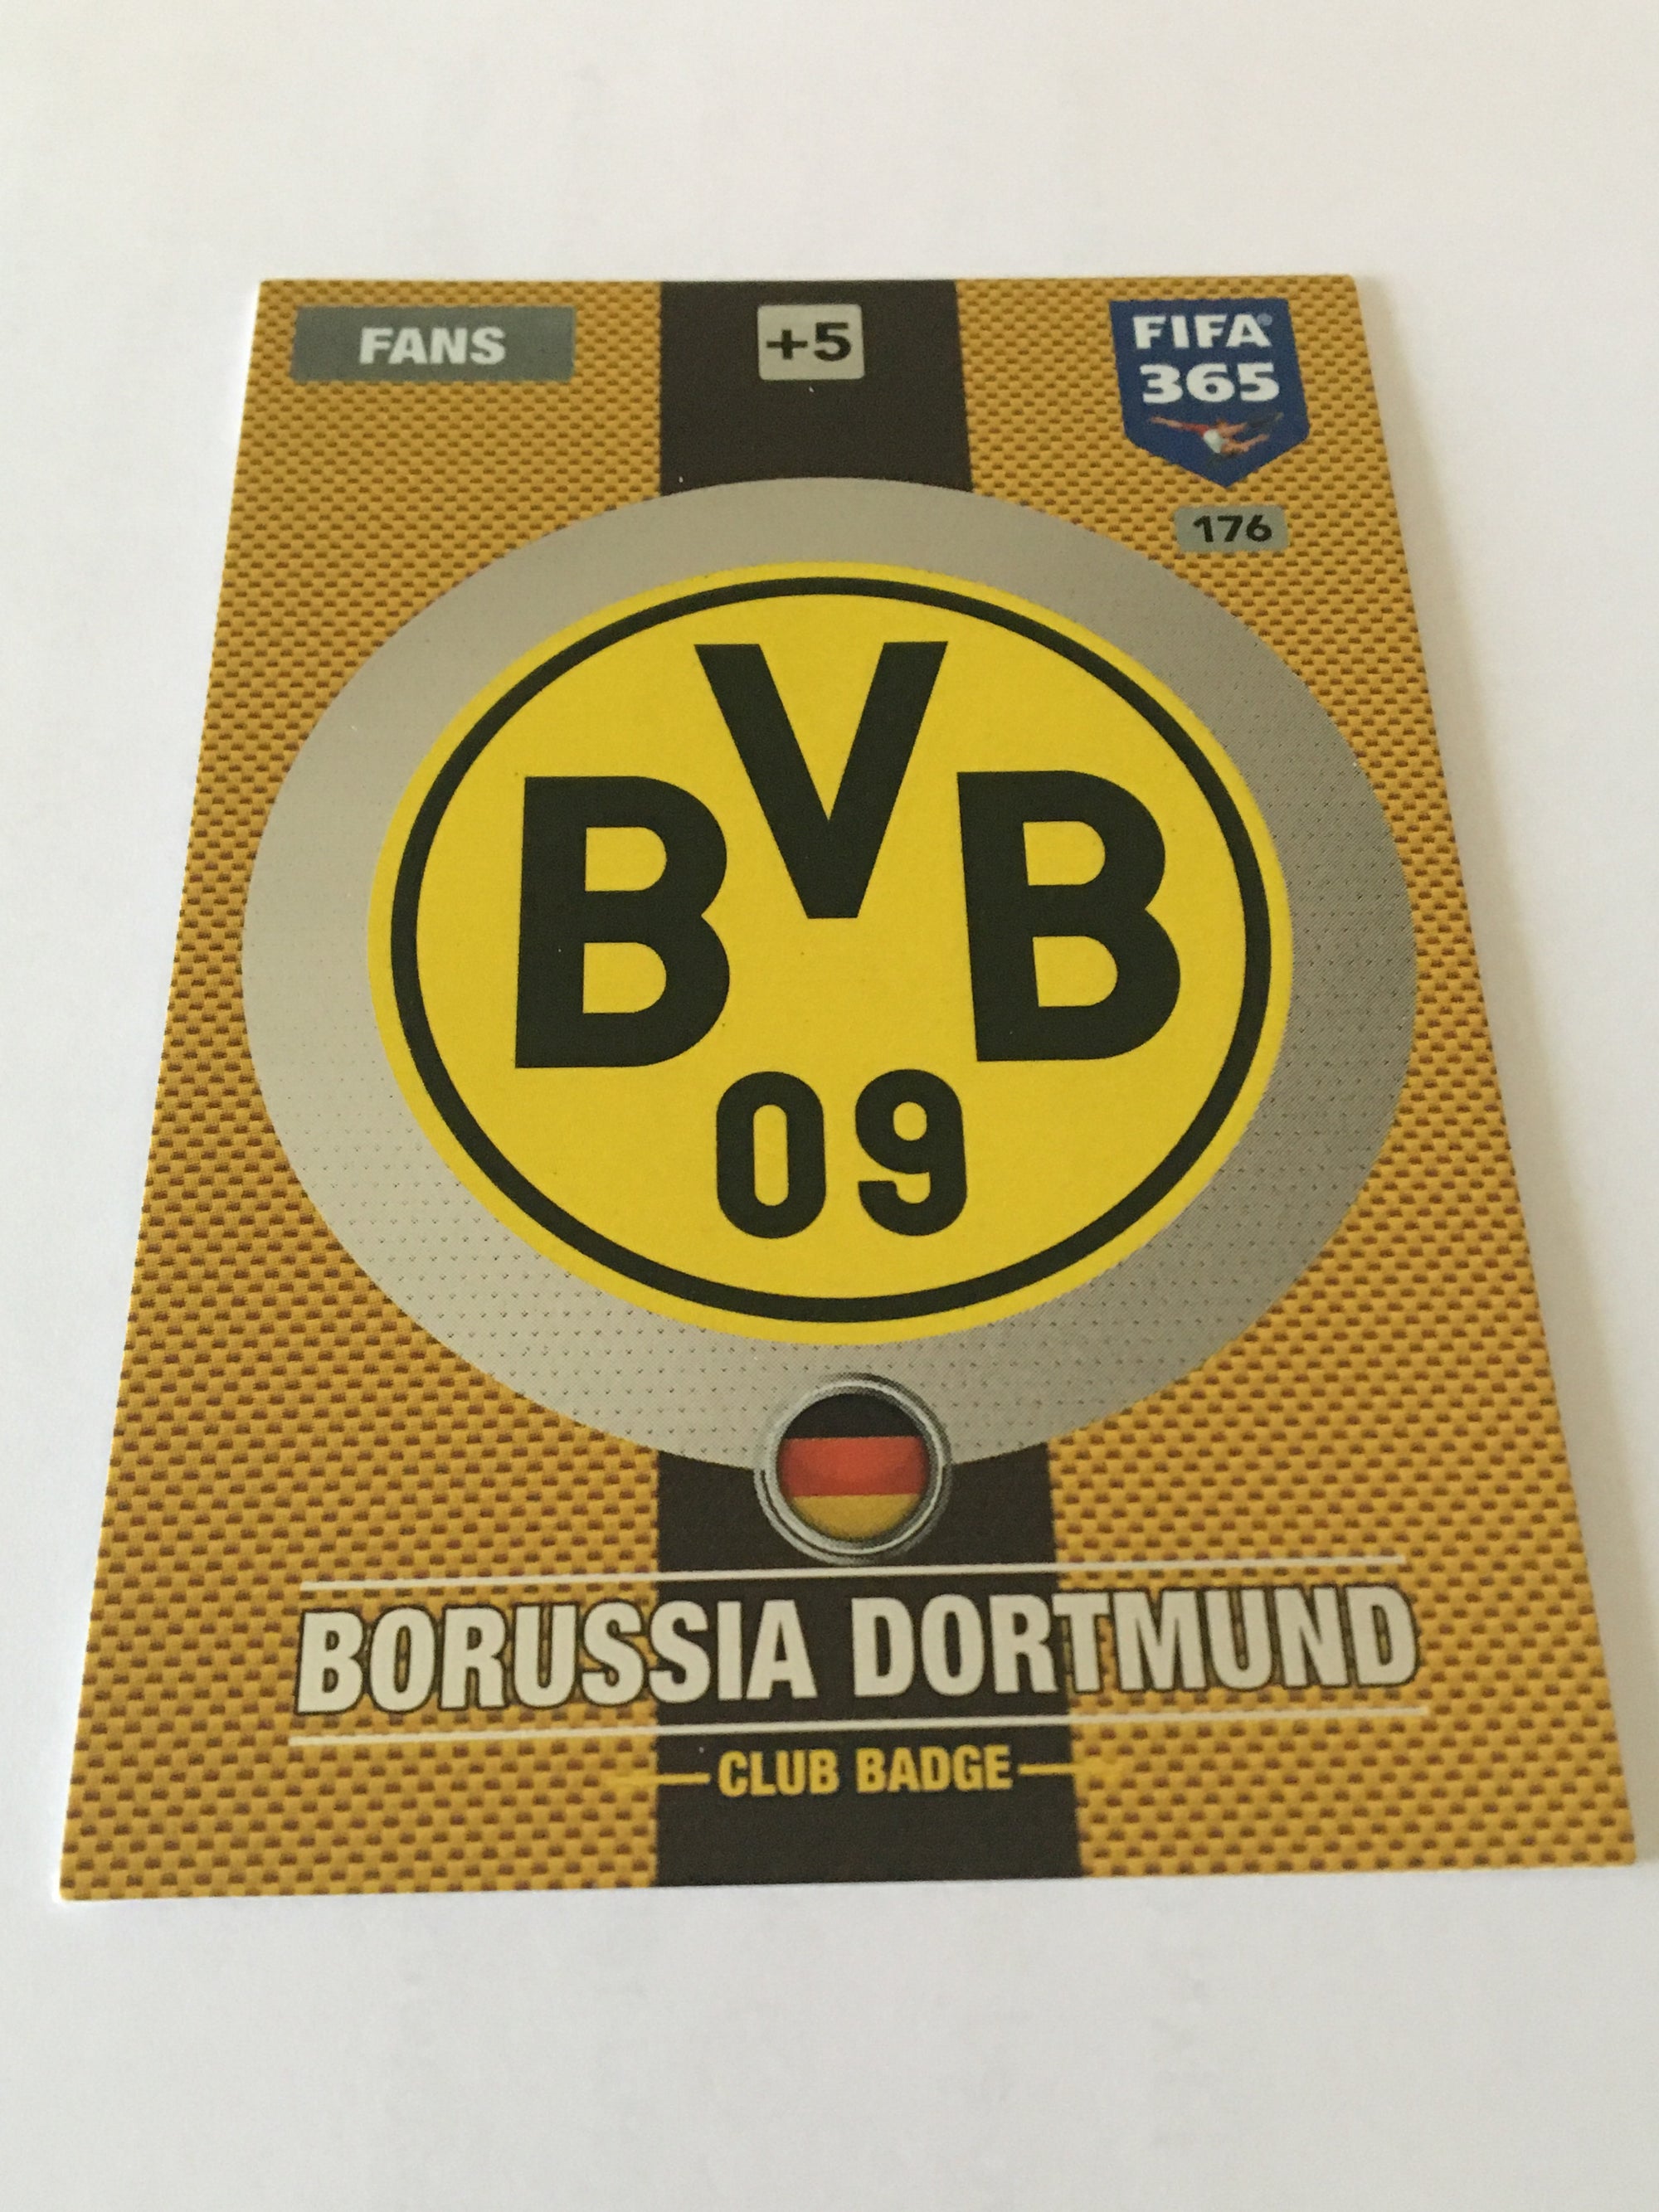 FANS
+5
FIFA®
365
176
BVB
09
BORUSSIA DORTMUND
CLUB BADGE